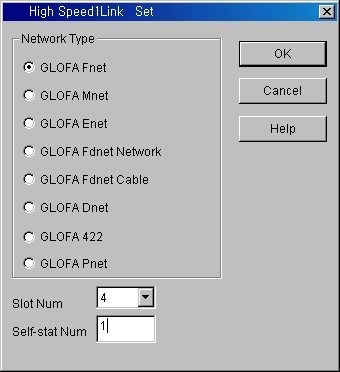 High Speed1Link Set
Network Type
GLOFA Fnet
GLOFA Mnet
GLOFA Enet
GLOFA Fdnet Network
GLOFA Fdnet Cable
GLOFA Dnet
GLOFA 422
GLOFA Pnet
OK
Cancel
Help
Slot Num 4
Self-stat Num 1